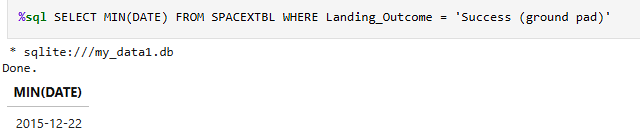 %sql SELECT MIN(DATE) FROM SPACEXTBL WHERE Landing_Outcome = 'Success (ground pad)'
* sqlite:///my_data1.db
Done.
MIN(DATE)
2015-12-22